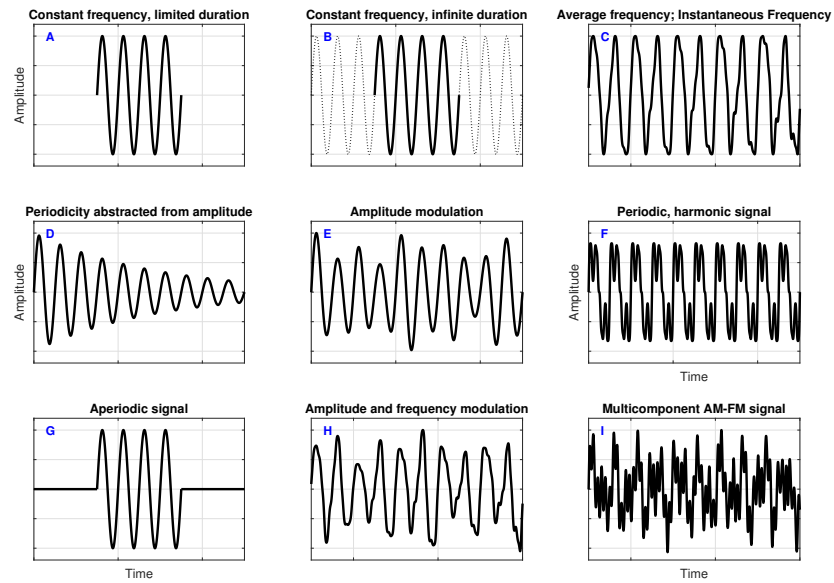 Constant frequency, limited duration
A
Amplitude
Constant frequency, infinite duration
B
Average frequency; Instantaneous Frequency
C
Periodicity abstracted from amplitude
D
Amplitude
Amplitude modulation
E
Periodic, harmonic signal
F
Amplitude
Time
Aperiodic signal
G
Time
Amplitude and frequency modulation
H
Multicomponent AM-FM signal
I
Time